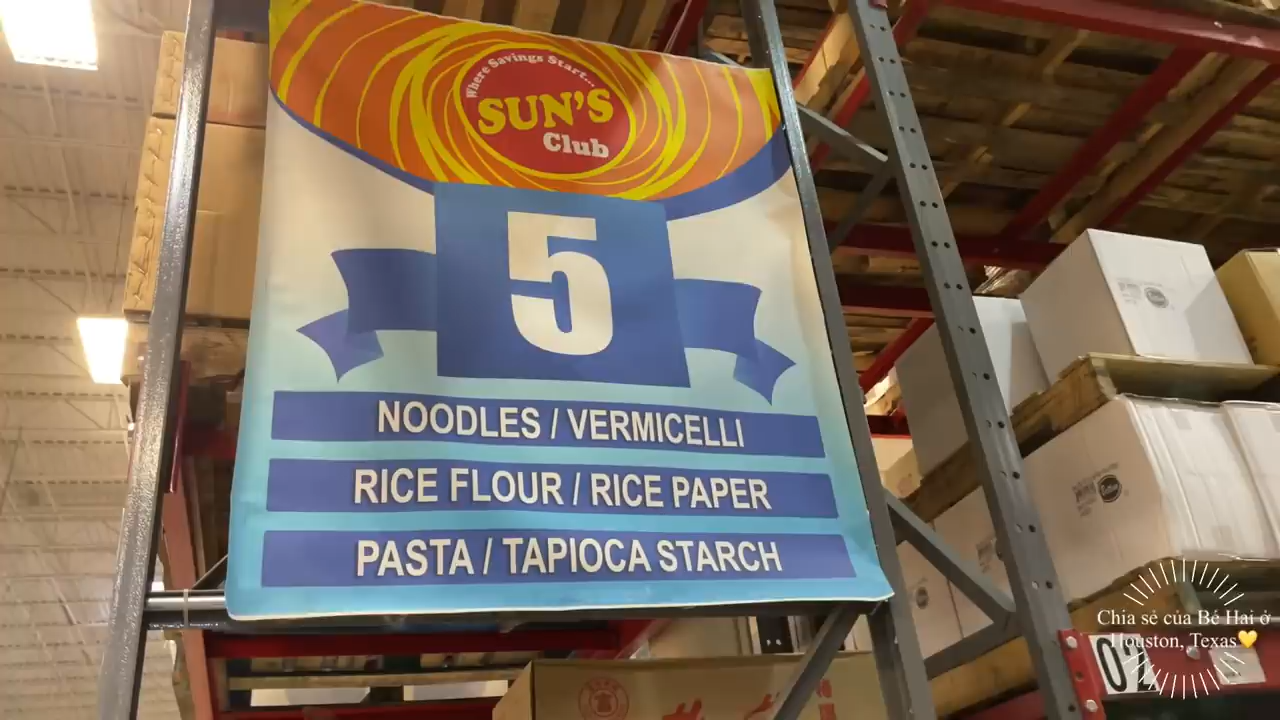 Where Savings Start...
SUN'S
Club
5
NOODLES / VERMICELLI
RICE FLOUR / RICE PAPER
PASTA / TAPIOCA STARCH
Chia sẻ của Bé Hai ở
Houston, Texas💛